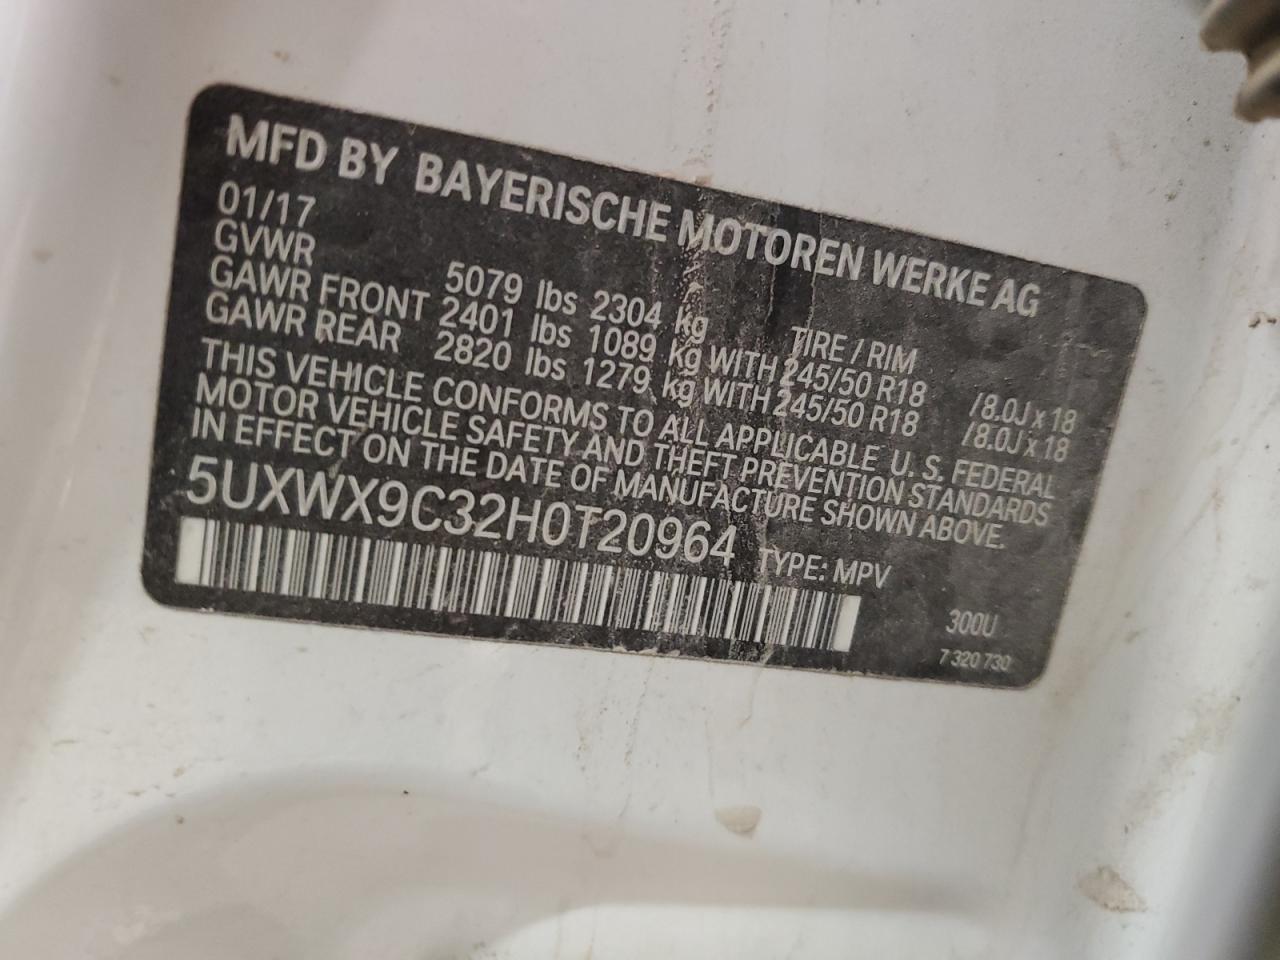 MFD BY BAYERISCHE MOTOREN WERKE AG
01/17
GVWR 5079 lbs 2304 kg TIRE / RIM
GAWR FRONT 2401 lbs 1089 kg WITH 245/50 R18 / 8.0J x 18
GAWR REAR 2820 lbs 1279 kg WITH 245/50 R18 / 8.0J x 18
THIS VEHICLE CONFORMS TO ALL APPLICABLE U. S. FEDERAL
MOTOR VEHICLE SAFETY AND THEFT PREVENTION STANDARDS
IN EFFECT ON THE DATE OF MANUFACTURE SHOWN ABOVE.
5UXWX9C32H0T20964 TYPE: MPV
300U
7 320 730